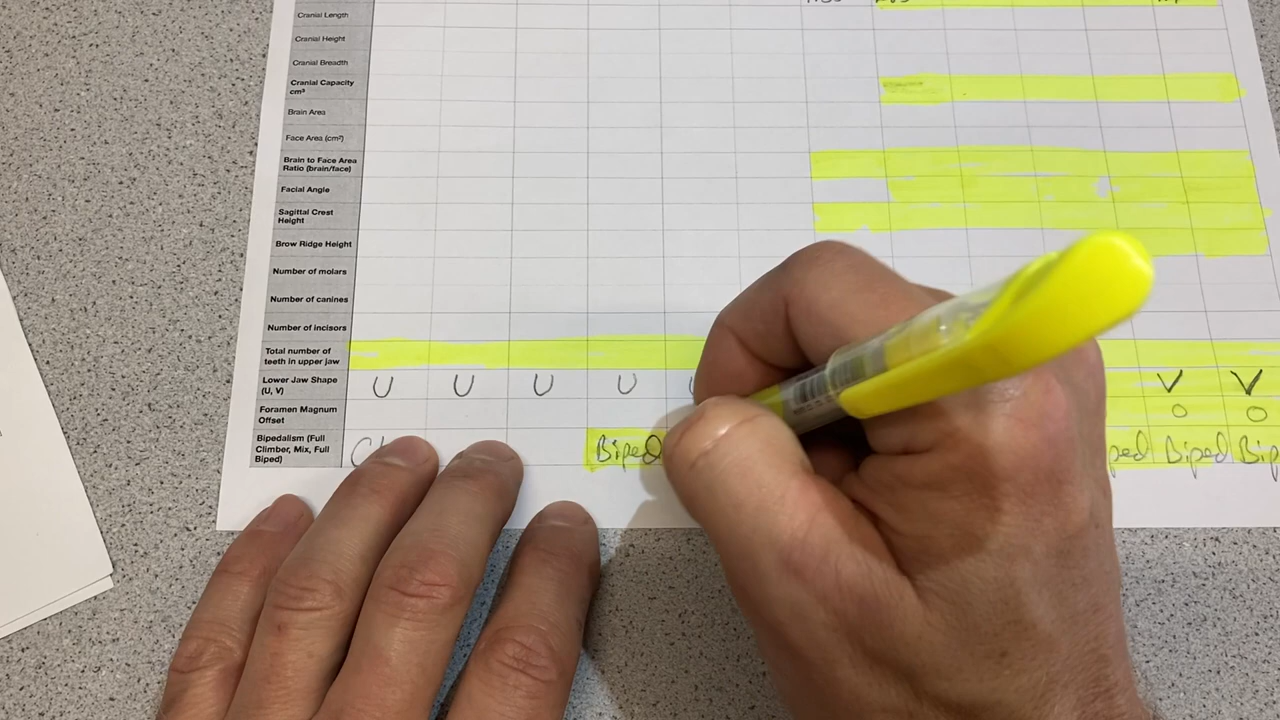 Cranial Length
Cranial Height
Cranial Breadth
Cranial Capacity
cm³
Brain Area
Face Area (cm²)
Brain to Face Area
Ratio (brain/face)
Facial Angle
Sagittal Crest
Height
Brow Ridge Height
Number of molars
Number of canines
Number of incisors
Total number of
teeth in upper jaw
Lower Jaw Shape
(U, V) U U U U V V
Foramen Magnum
Offset O O
Bipedalism (Full
Climber, Mix, Full
Biped) Biped Biped